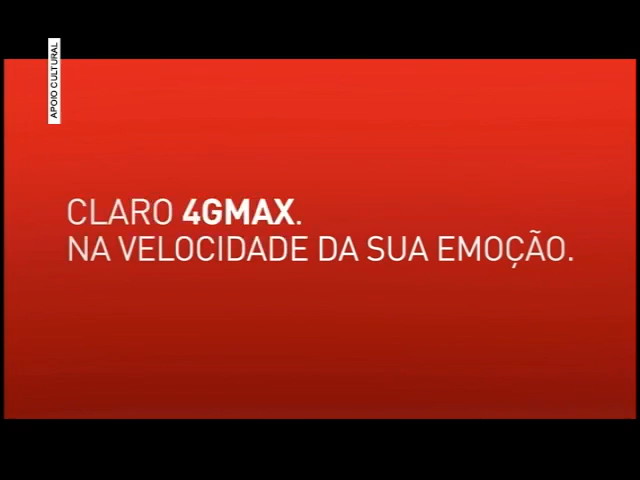 APOIO CULTURAL
CLARO 4GMAX.
NA VELOCIDADE DA SUA EMOÇÃO.